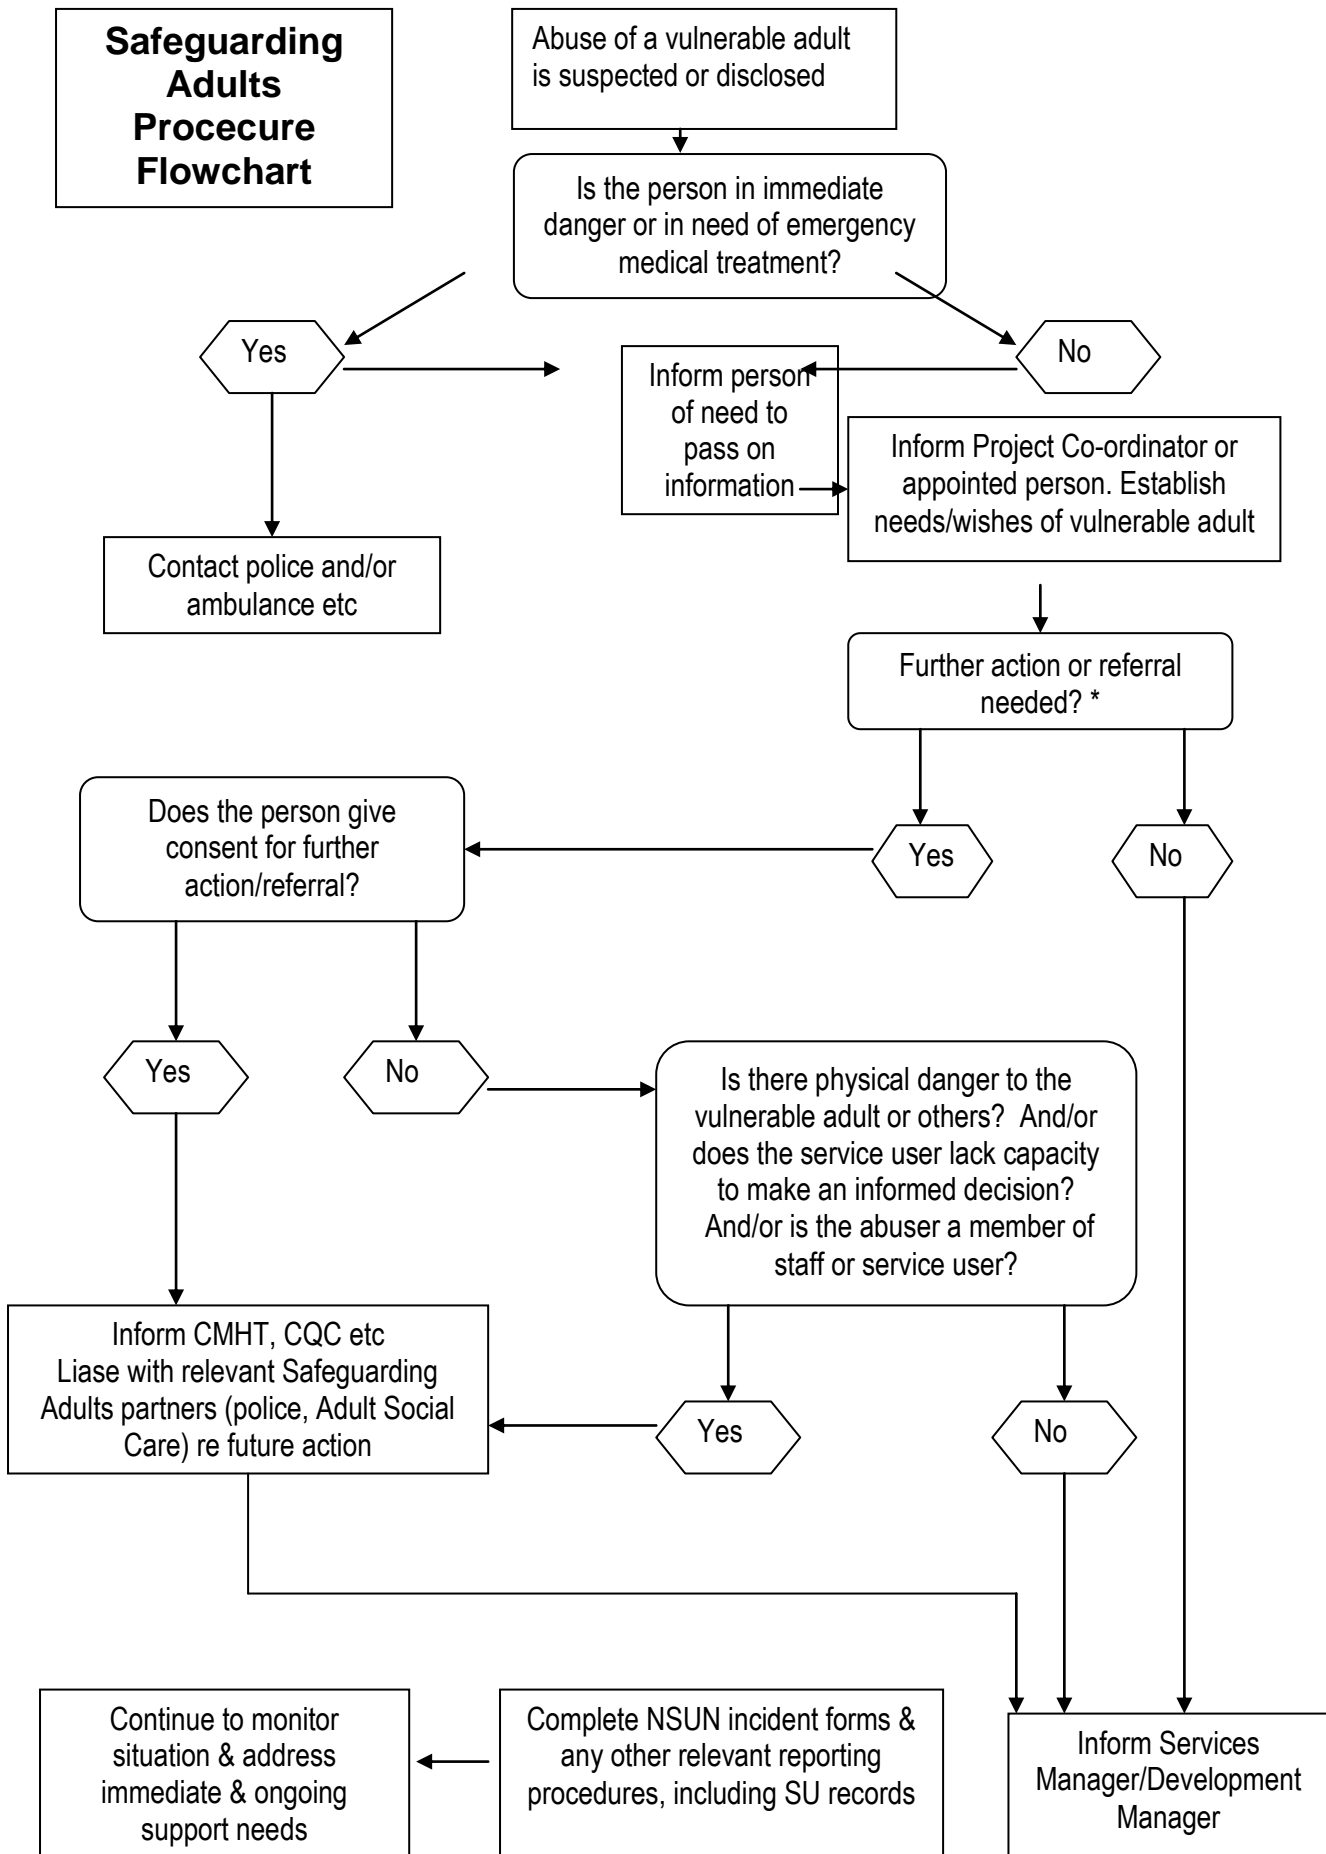 Safeguarding
Adults
Procecure
Flowchart
Abuse of a vulnerable adult
is suspected or disclosed
Is the person in immediate
danger or in need of emergency
medical treatment?
Yes
No
Inform person
of need to
pass on
information
Inform Project Co-ordinator or
appointed person. Establish
needs/wishes of vulnerable adult
Contact police and/or
ambulance etc
Further action or referral
needed? *
Does the person give
consent for further
action/referral?
Yes
No
Yes
No
Is there physical danger to the
vulnerable adult or others? And/or
does the service user lack capacity
to make an informed decision?
And/or is the abuser a member of
staff or service user?
Inform CMHT, CQC etc
Liase with relevant Safeguarding
Adults partners (police, Adult Social
Care) re future action
Yes
No
Continue to monitor
situation & address
immediate & ongoing
support needs
Complete NSUN incident forms &
any other relevant reporting
procedures, including SU records
Inform Services
Manager/Development
Manager